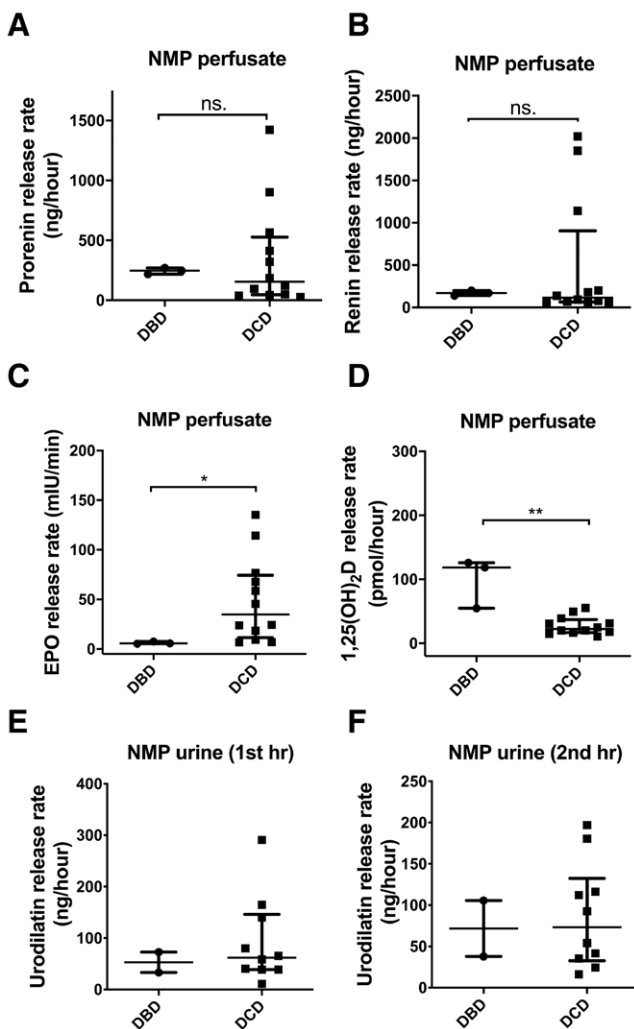 A
NMP perfusate
Prorenin release rate
(ng/hour)
1500
1000
500
0
ns.
DBD
DCD
B
NMP perfusate
Renin release rate (ng/hour)
2500
2000
1500
1000
500
0
ns.
DBD
DCD
C
NMP perfusate
EPO release rate (mIU/min)
200
150
100
50
0
*
DBD
DCD
D
NMP perfusate
1,25(OH)₂D release rate
(pmol/hour)
300
200
100
0
**
DBD
DCD
E
NMP urine (1st hr)
Urodilatin release rate
(ng/hour)
400
300
200
100
0
DBD
DCD
F
NMP urine (2nd hr)
Urodilatin release rate
(ng/hour)
250
200
150
100
50
0
DBD
DCD